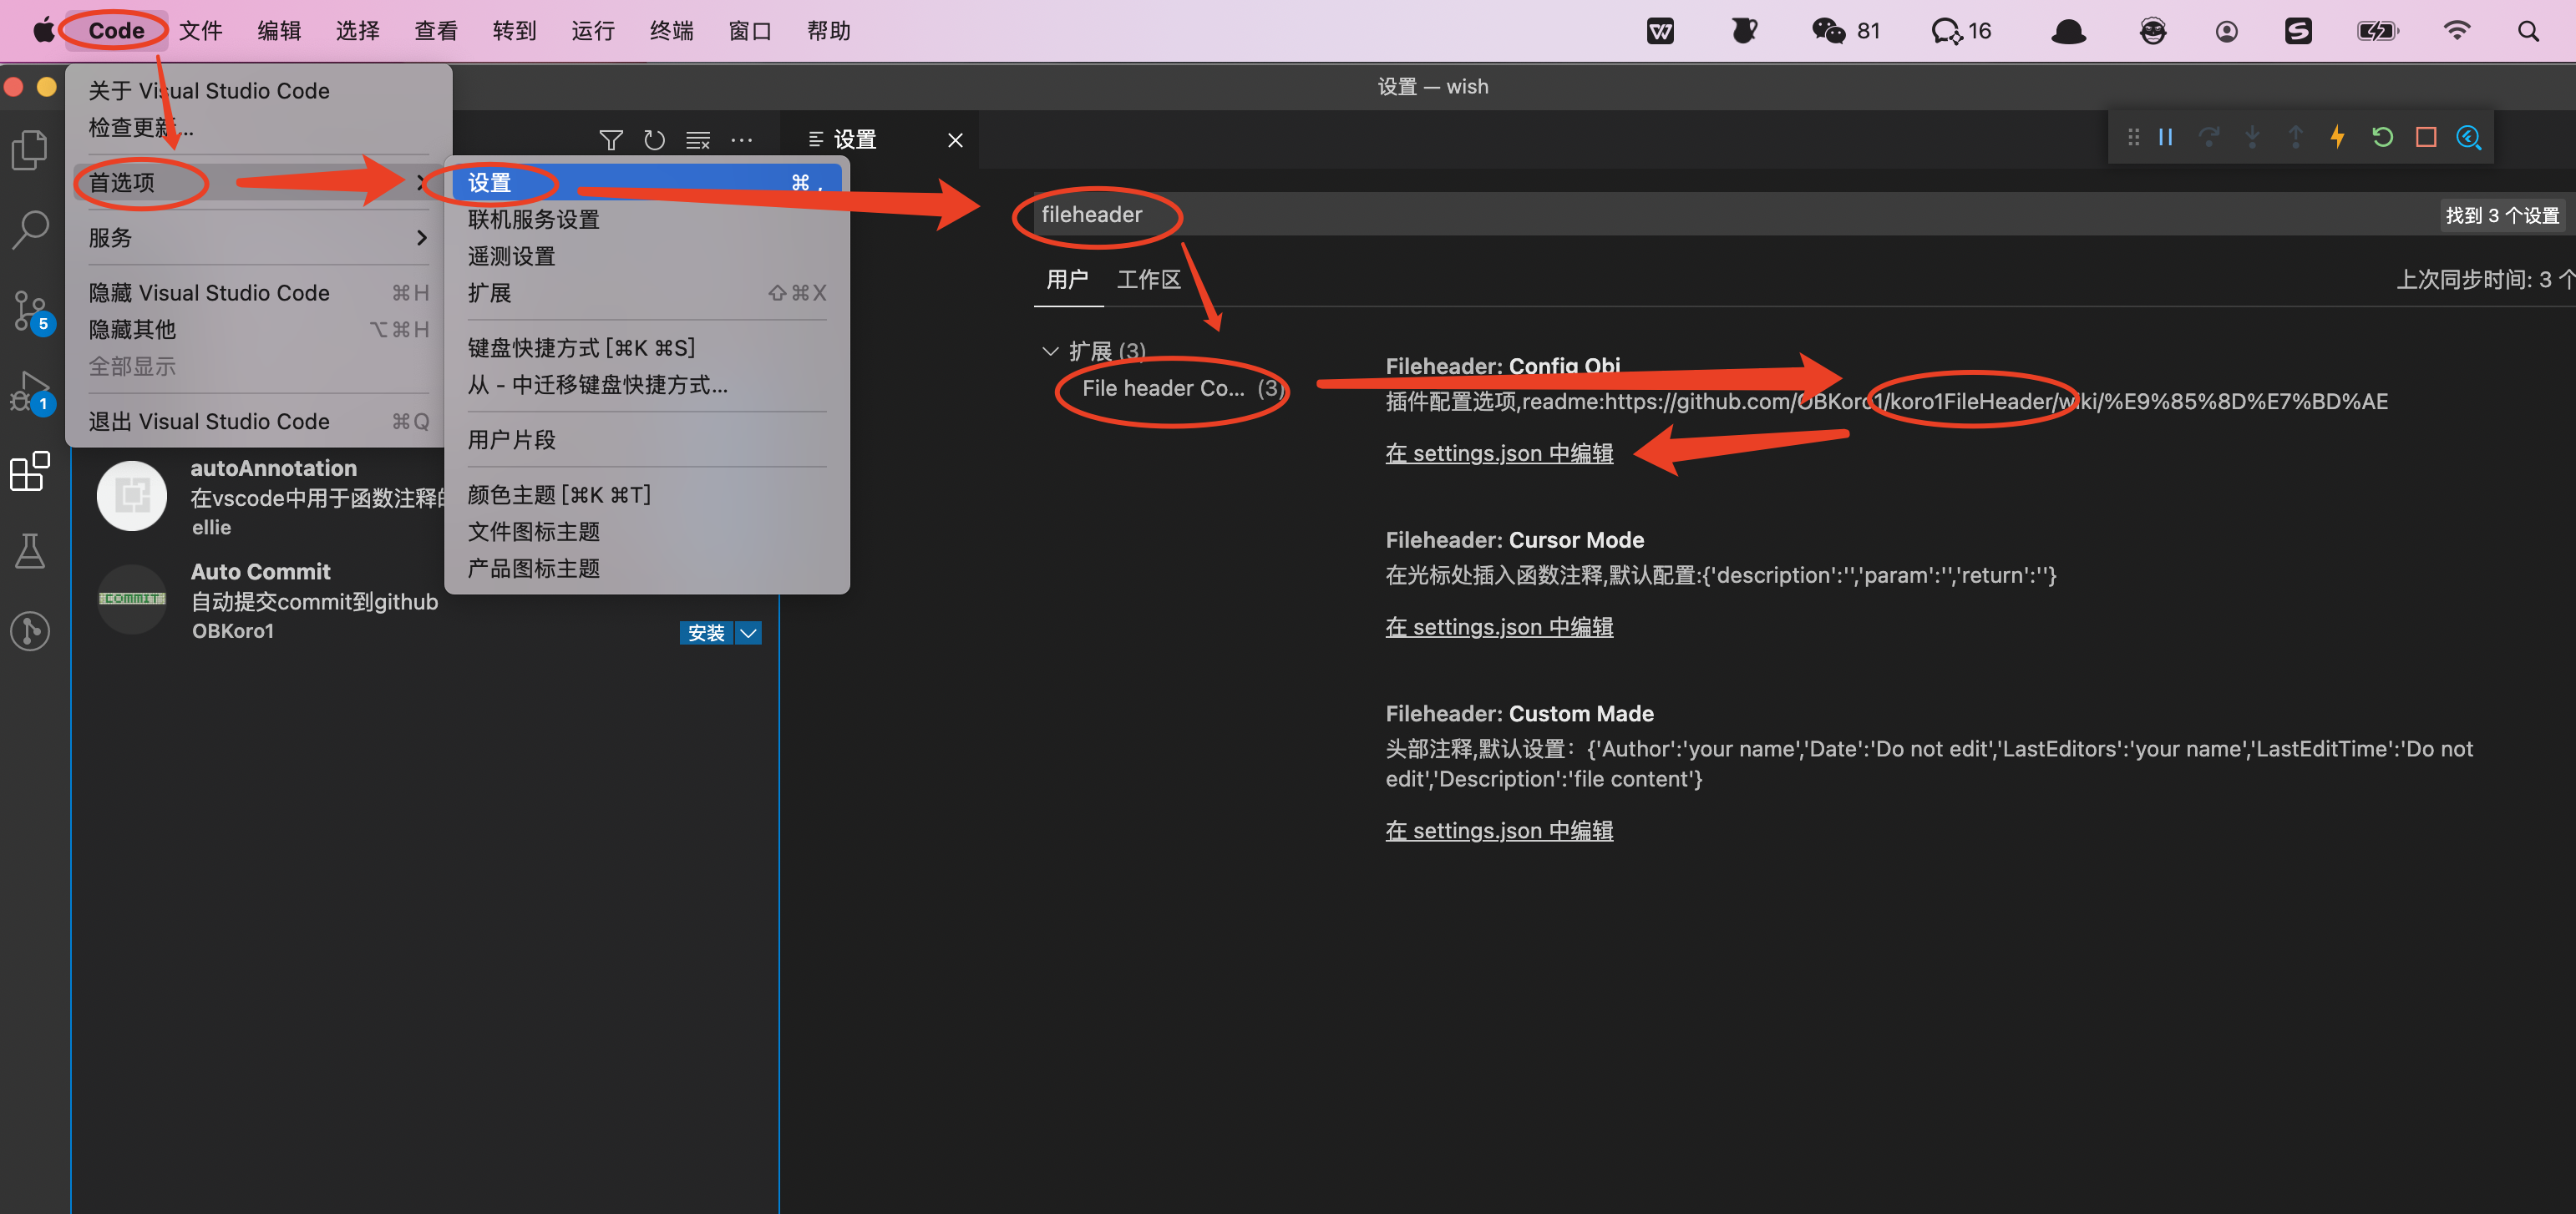 Code 文件 编辑 选择 查看 转到 运行 终端 窗口 帮助 81 16
设置 — wish
关于 Visual Studio Code
检查更新...
首选项
服务
隐藏 Visual Studio Code ⌘H
隐藏其他 ⌥⌘H
全部显示
退出 Visual Studio Code ⌘Q
设置 ⌘ ,
联机服务设置
遥测设置
扩展 ⇧⌘X
键盘快捷方式 [⌘K ⌘S]
从 - 中迁移键盘快捷方式...
用户片段
颜色主题 [⌘K ⌘T]
文件图标主题
产品图标主题
5
1
autoAnnotation
在vscode中用于函数注释
ellie
Auto Commit
COMMIT
自动提交commit到github
OBKoro1
安装
设置
fileheader
找到 3 个设置
用户 工作区
上次同步时间: 3 个
扩展 (3)
File header Co... (3)
Fileheader: Config Obj
插件配置选项,readme:https://github.com/OBKoro1/koro1FileHeader/wiki/%E9%85%8D%E7%BD%AE
在 settings.json 中编辑
Fileheader: Cursor Mode
在光标处插入函数注释,默认配置:{'description':'','param':'','return':''}
在 settings.json 中编辑
Fileheader: Custom Made
头部注释,默认设置：{'Author':'your name','Date':'Do not edit','LastEditors':'your name','LastEditTime':'Do not
edit','Description':'file content'}
在 settings.json 中编辑